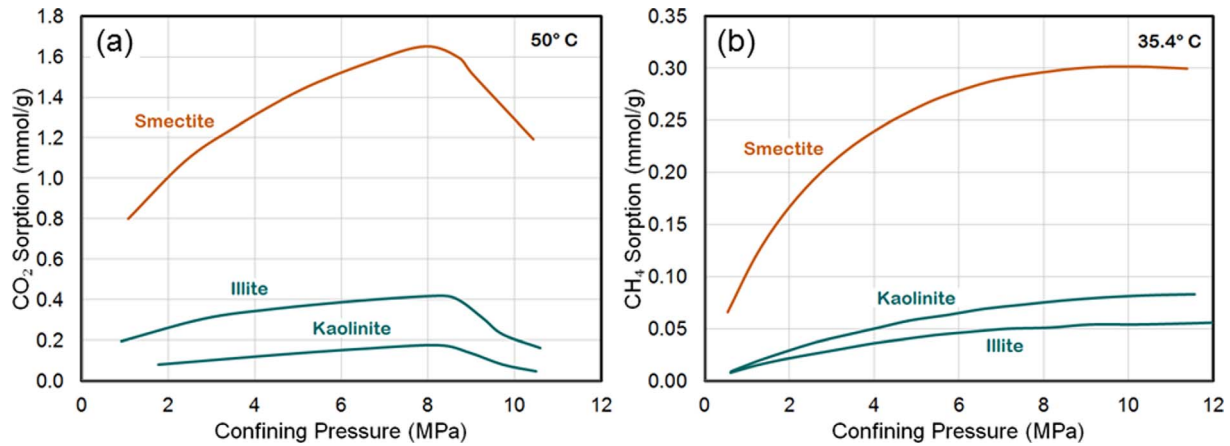 (a)
50° C
CO₂ Sorption (mmol/g)
1.8
1.6
1.4
1.2
1.0
0.8
0.6
0.4
0.2
0.0
Smectite
Illite
Kaolinite
0 2 4 6 8 10 12
Confining Pressure (MPa)
(b)
35.4° C
CH₄ Sorption (mmol/g)
0.35
0.30
0.25
0.20
0.15
0.10
0.05
0.00
Smectite
Kaolinite
Illite
0 2 4 6 8 10 12
Confining Pressure (MPa)